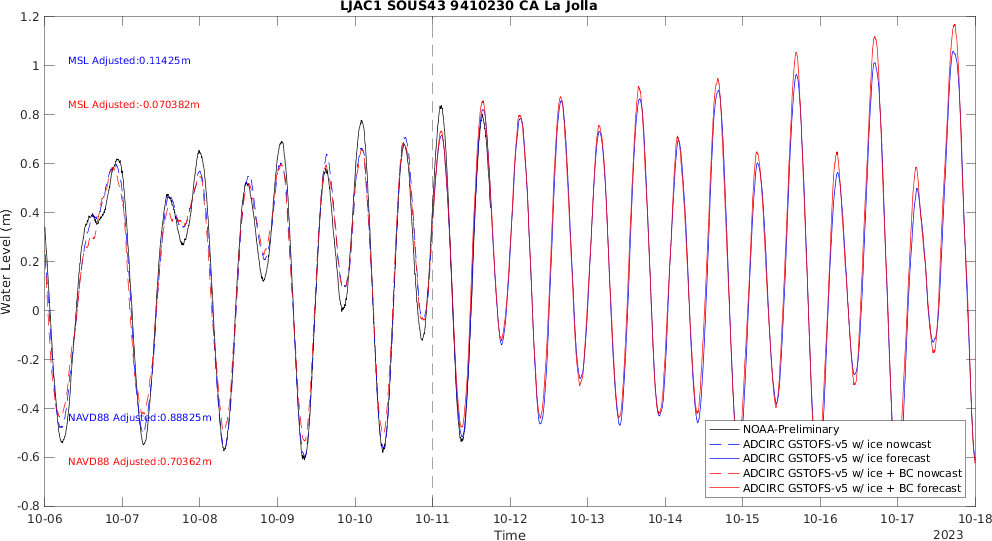 LJAC1 SOUS43 9410230 CA La Jolla
1.2
1
0.8
0.6
0.4
0.2
0
-0.2
-0.4
-0.6
-0.8
Water Level (m)
MSL Adjusted:0.11425m
MSL Adjusted:-0.070382m
NAVD88 Adjusted:0.88825m
NAVD88 Adjusted:0.70362m
NOAA-Preliminary
ADCIRC GSTOFS-v5 w/ ice nowcast
ADCIRC GSTOFS-v5 w/ ice forecast
ADCIRC GSTOFS-v5 w/ ice + BC nowcast
ADCIRC GSTOFS-v5 w/ ice + BC forecast
10-06 10-07 10-08 10-09 10-10 10-11 10-12 10-13 10-14 10-15 10-16 10-17 10-18
Time
2023